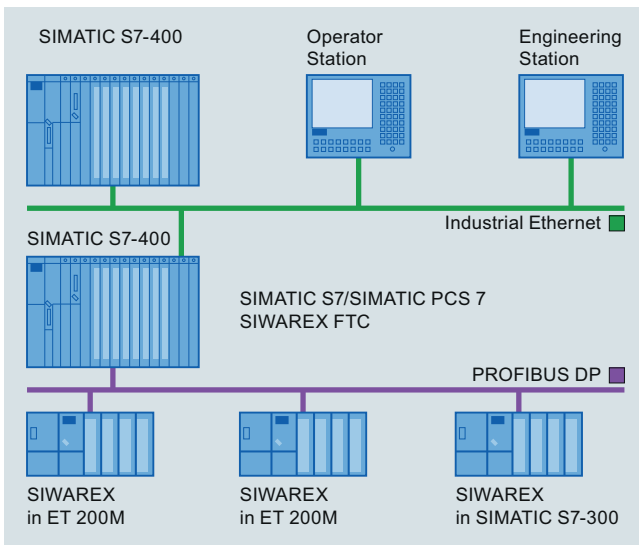 SIMATIC S7-400
Operator
Station
Engineering
Station
Industrial Ethernet
SIMATIC S7-400
SIMATIC S7/SIMATIC PCS 7
SIWAREX FTC
PROFIBUS DP
SIWAREX
in ET 200M
SIWAREX
in ET 200M
SIWAREX
in SIMATIC S7-300